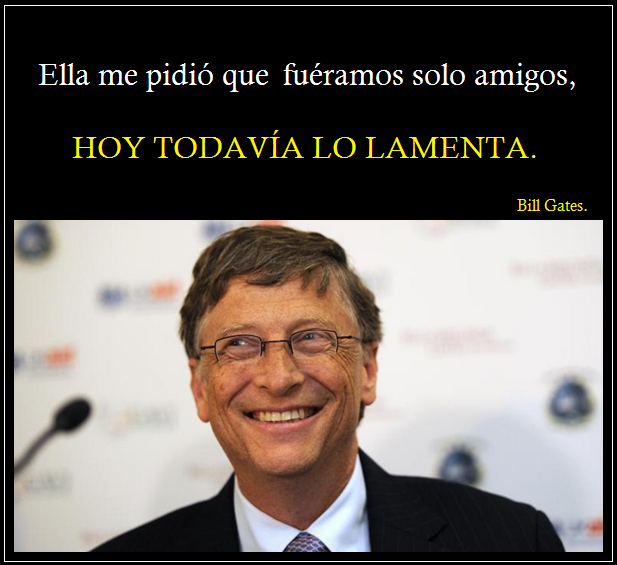 Ella me pidió que fuéramos solo amigos,
HOY TODAVÍA LO LAMENTA.
Bill Gates.